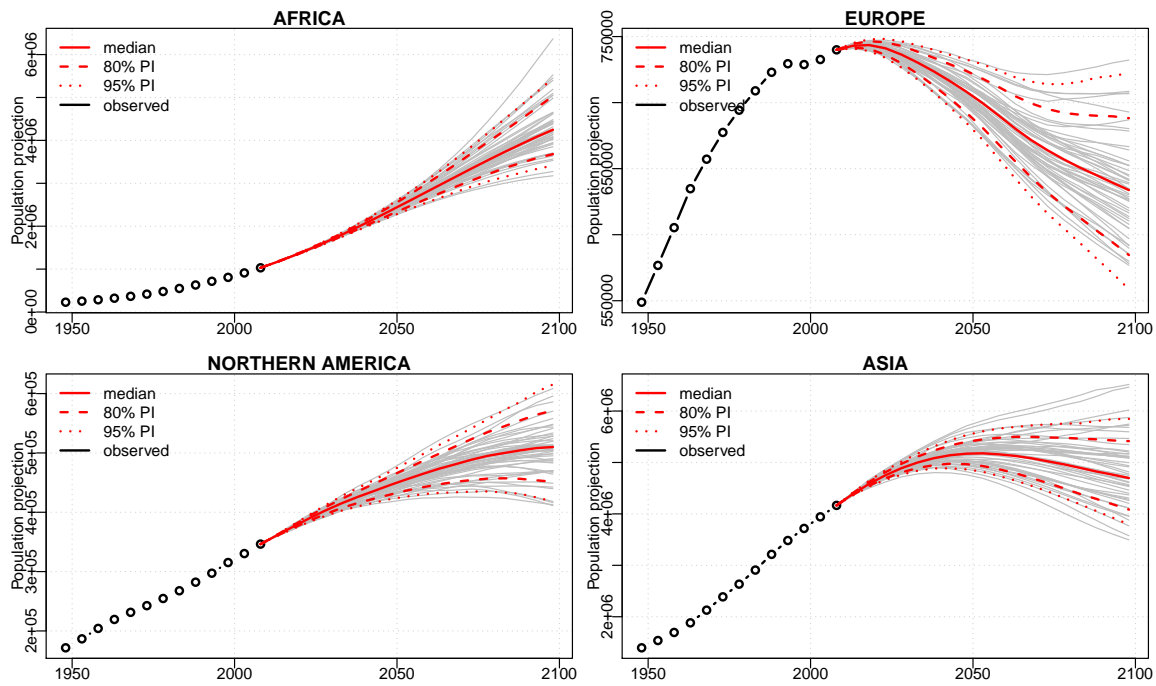 AFRICA
median
80% PI
95% PI
observed
Population projection
0e+00
2e+06
4e+06
6e+06
1950
2000
2050
2100
EUROPE
median
80% PI
95% PI
observed
Population projection
550000
650000
750000
1950
2000
2050
2100
NORTHERN AMERICA
median
80% PI
95% PI
observed
Population projection
2e+05
3e+05
4e+05
5e+05
6e+05
1950
2000
2050
2100
ASIA
median
80% PI
95% PI
observed
Population projection
2e+06
4e+06
6e+06
1950
2000
2050
2100